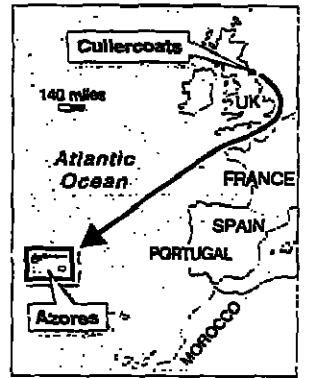 Cullercoats
140 miles
UK
Atlantic
Ocean
FRANCE
SPAIN
PORTUGAL
Azores
MOROCCO